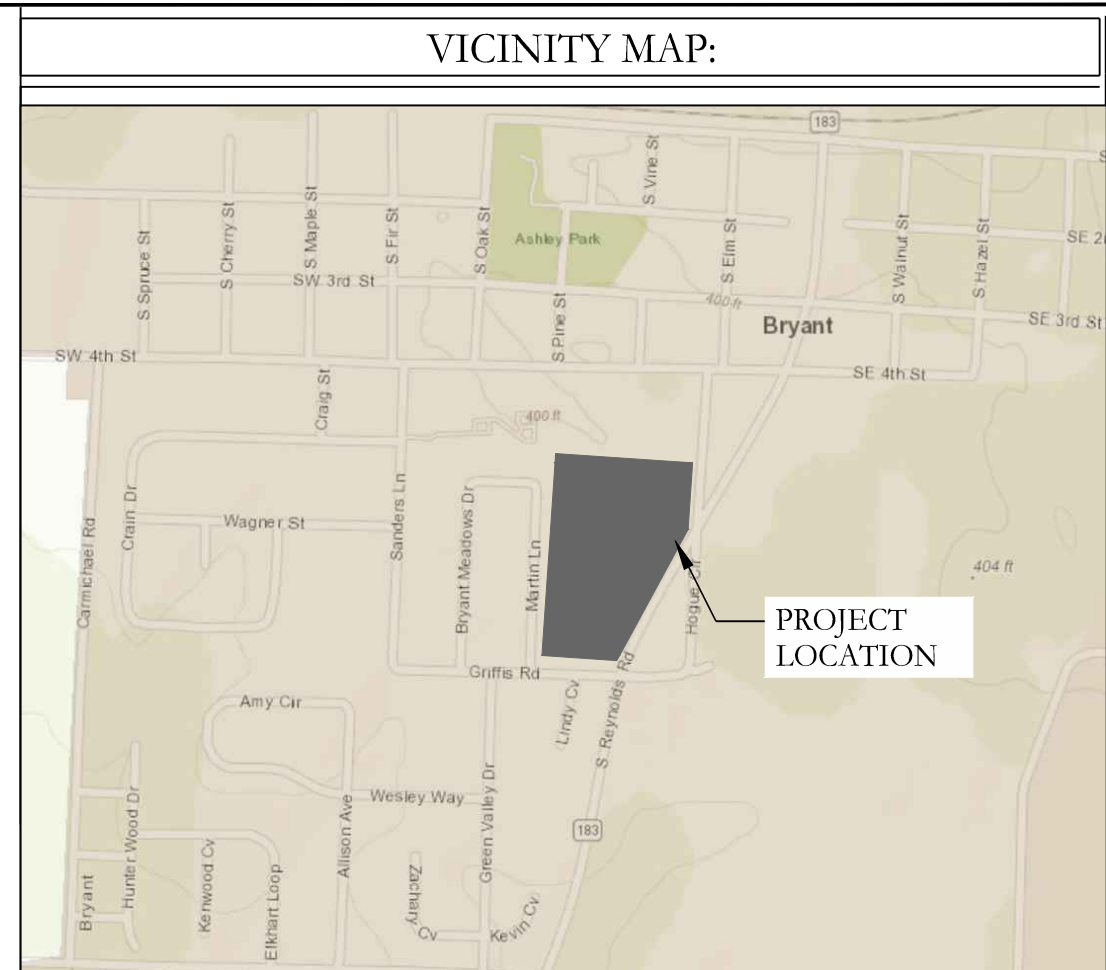 VICINITY MAP:
183
S Vine St
S Cherry St
S Maple St
S Fir St
S Oak St
Ashley Park
S Elm St
S Walnut St
S Hazel St
SE 2
S Spruce St
SW 3rd St
S Pine St
400 ft
Bryant
SE 3rd St
SW 4th St
SE 4th St
Craig St
400 ft
Crain Dr
Wagner St
Sanders Ln
Bryant Meadows Dr
Martin Ln
Carmichael Rd
Hogue Cir
404 ft
PROJECT
LOCATION
Griffis Rd
Amy Cir
Lindy Cv
S Reynolds Rd
Wesley Way
Green Valley Dr
Allison Ave
183
Hunter Wood Dr
Bryant
Kenwood Cv
Elkhart Loop
Zachary Cv
Kevin Cv